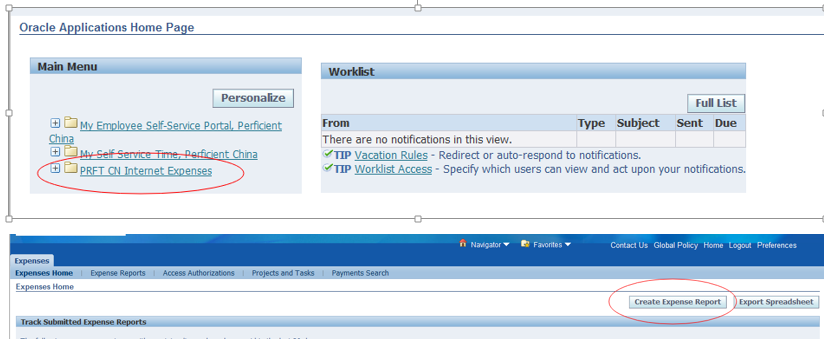 Oracle Applications Home Page
Main Menu
Personalize
My Employee Self-Service Portal, Perficient
China
My Self Service Time, Perficient China
PRFT CN Internet Expenses
Worklist
Full List
From Type Subject Sent Due
There are no notifications in this view.
TIP Vacation Rules - Redirect or auto-respond to notifications.
TIP Worklist Access - Specify which users can view and act upon your notifications.
Navigator Favorites Contact Us Global Policy Home Logout Preferences
Expenses
Expenses Home | Expense Reports | Access Authorizations | Projects and Tasks | Payments Search
Expenses Home
Create Expense Report Export Spreadsheet
Track Submitted Expense Reports